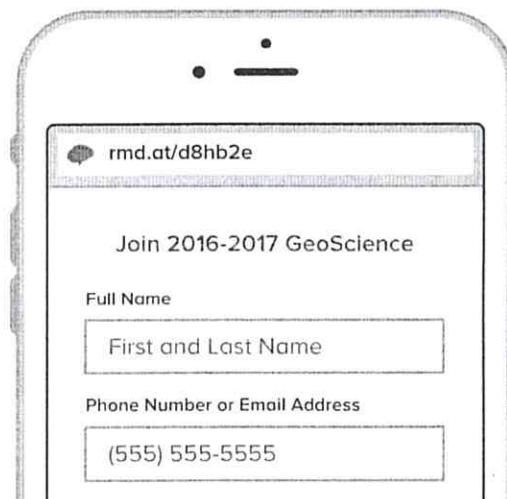 rmd.at/d8hb2e
Join 2016-2017 GeoScience
Full Name
First and Last Name
Phone Number or Email Address
(555) 555-5555